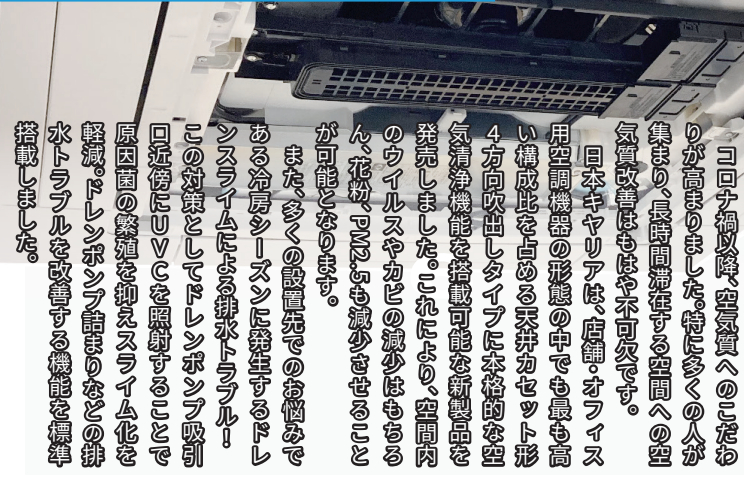 コロナ禍以降、空気質へのこだわ
りが高まりました。特に多くの人が
集まり、長時間滞在する空間への空
気質改善はもはや不可欠です。
日本キヤリアは、店舗・オフィス
用空調機器の形態の中でも最も高
い構成比を占める天井カセット形
4方向吹出しタイプに本格的な空
気清浄機能を搭載可能な新製品を
発売しました。これにより、空間内
のウイルスやカビの減少はもちろ
ん、花粉、PM2.5も減少させること
が可能となります。
また、多くの設置先でのお悩みで
ある冷房シーズンに発生するドレ
ンスライムによる排水トラブル!
この対策としてドレンポンプ吸引
口近傍にUVCを照射することで
原因菌の繁殖を抑えスライム化を
軽減。ドレンポンプ詰まりなどの排
水トラブルを改善する機能を標準
搭載しました。